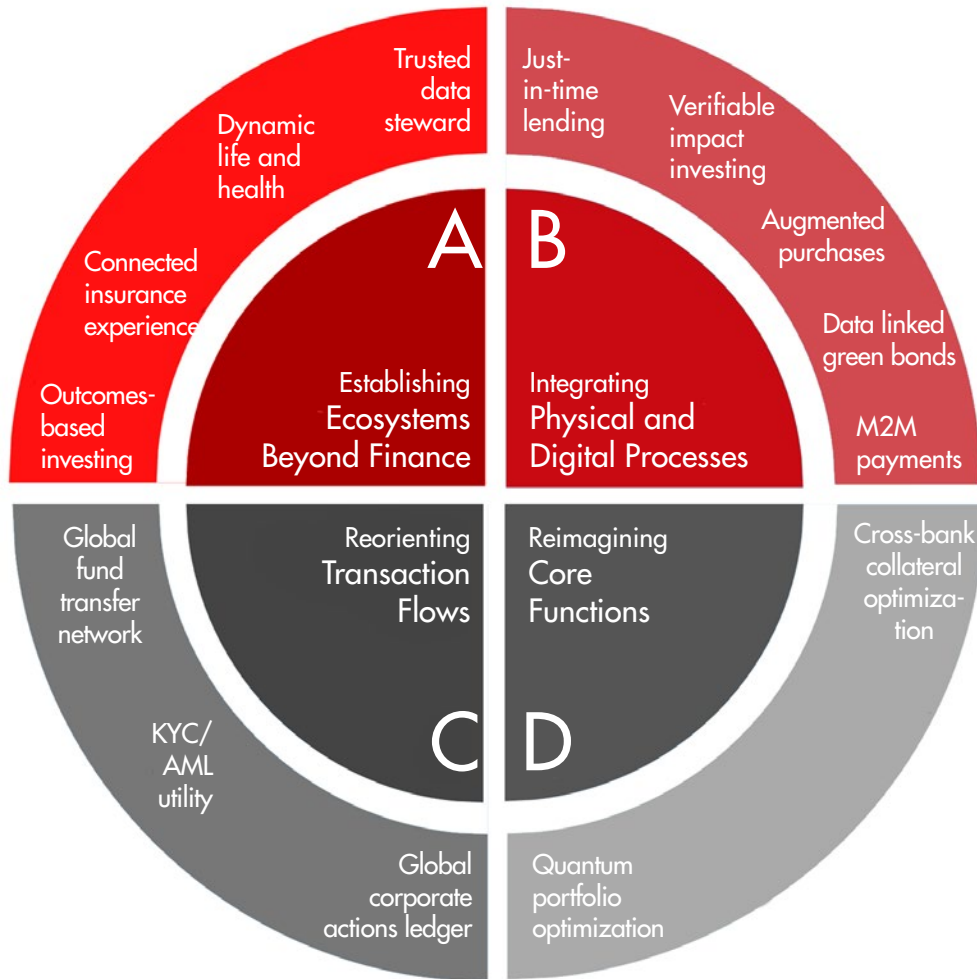 Trusted
data
steward
Dynamic
life and
health
Connected
insurance
experience
Outcomes-
based
investing
A
Establishing
Ecosystems
Beyond Finance
Just-
in-time
lending
Verifiable
impact
investing
Augmented
purchases
Data linked
green bonds
M2M
payments
B
Integrating
Physical and
Digital Processes
Global
fund
transfer
network
KYC/
AML
utility
Global
corporate
actions ledger
Reorienting
Transaction
Flows
C
Cross-bank
collateral
optimiza-
tion
Quantum
portfolio
optimization
Reimagining
Core
Functions
D